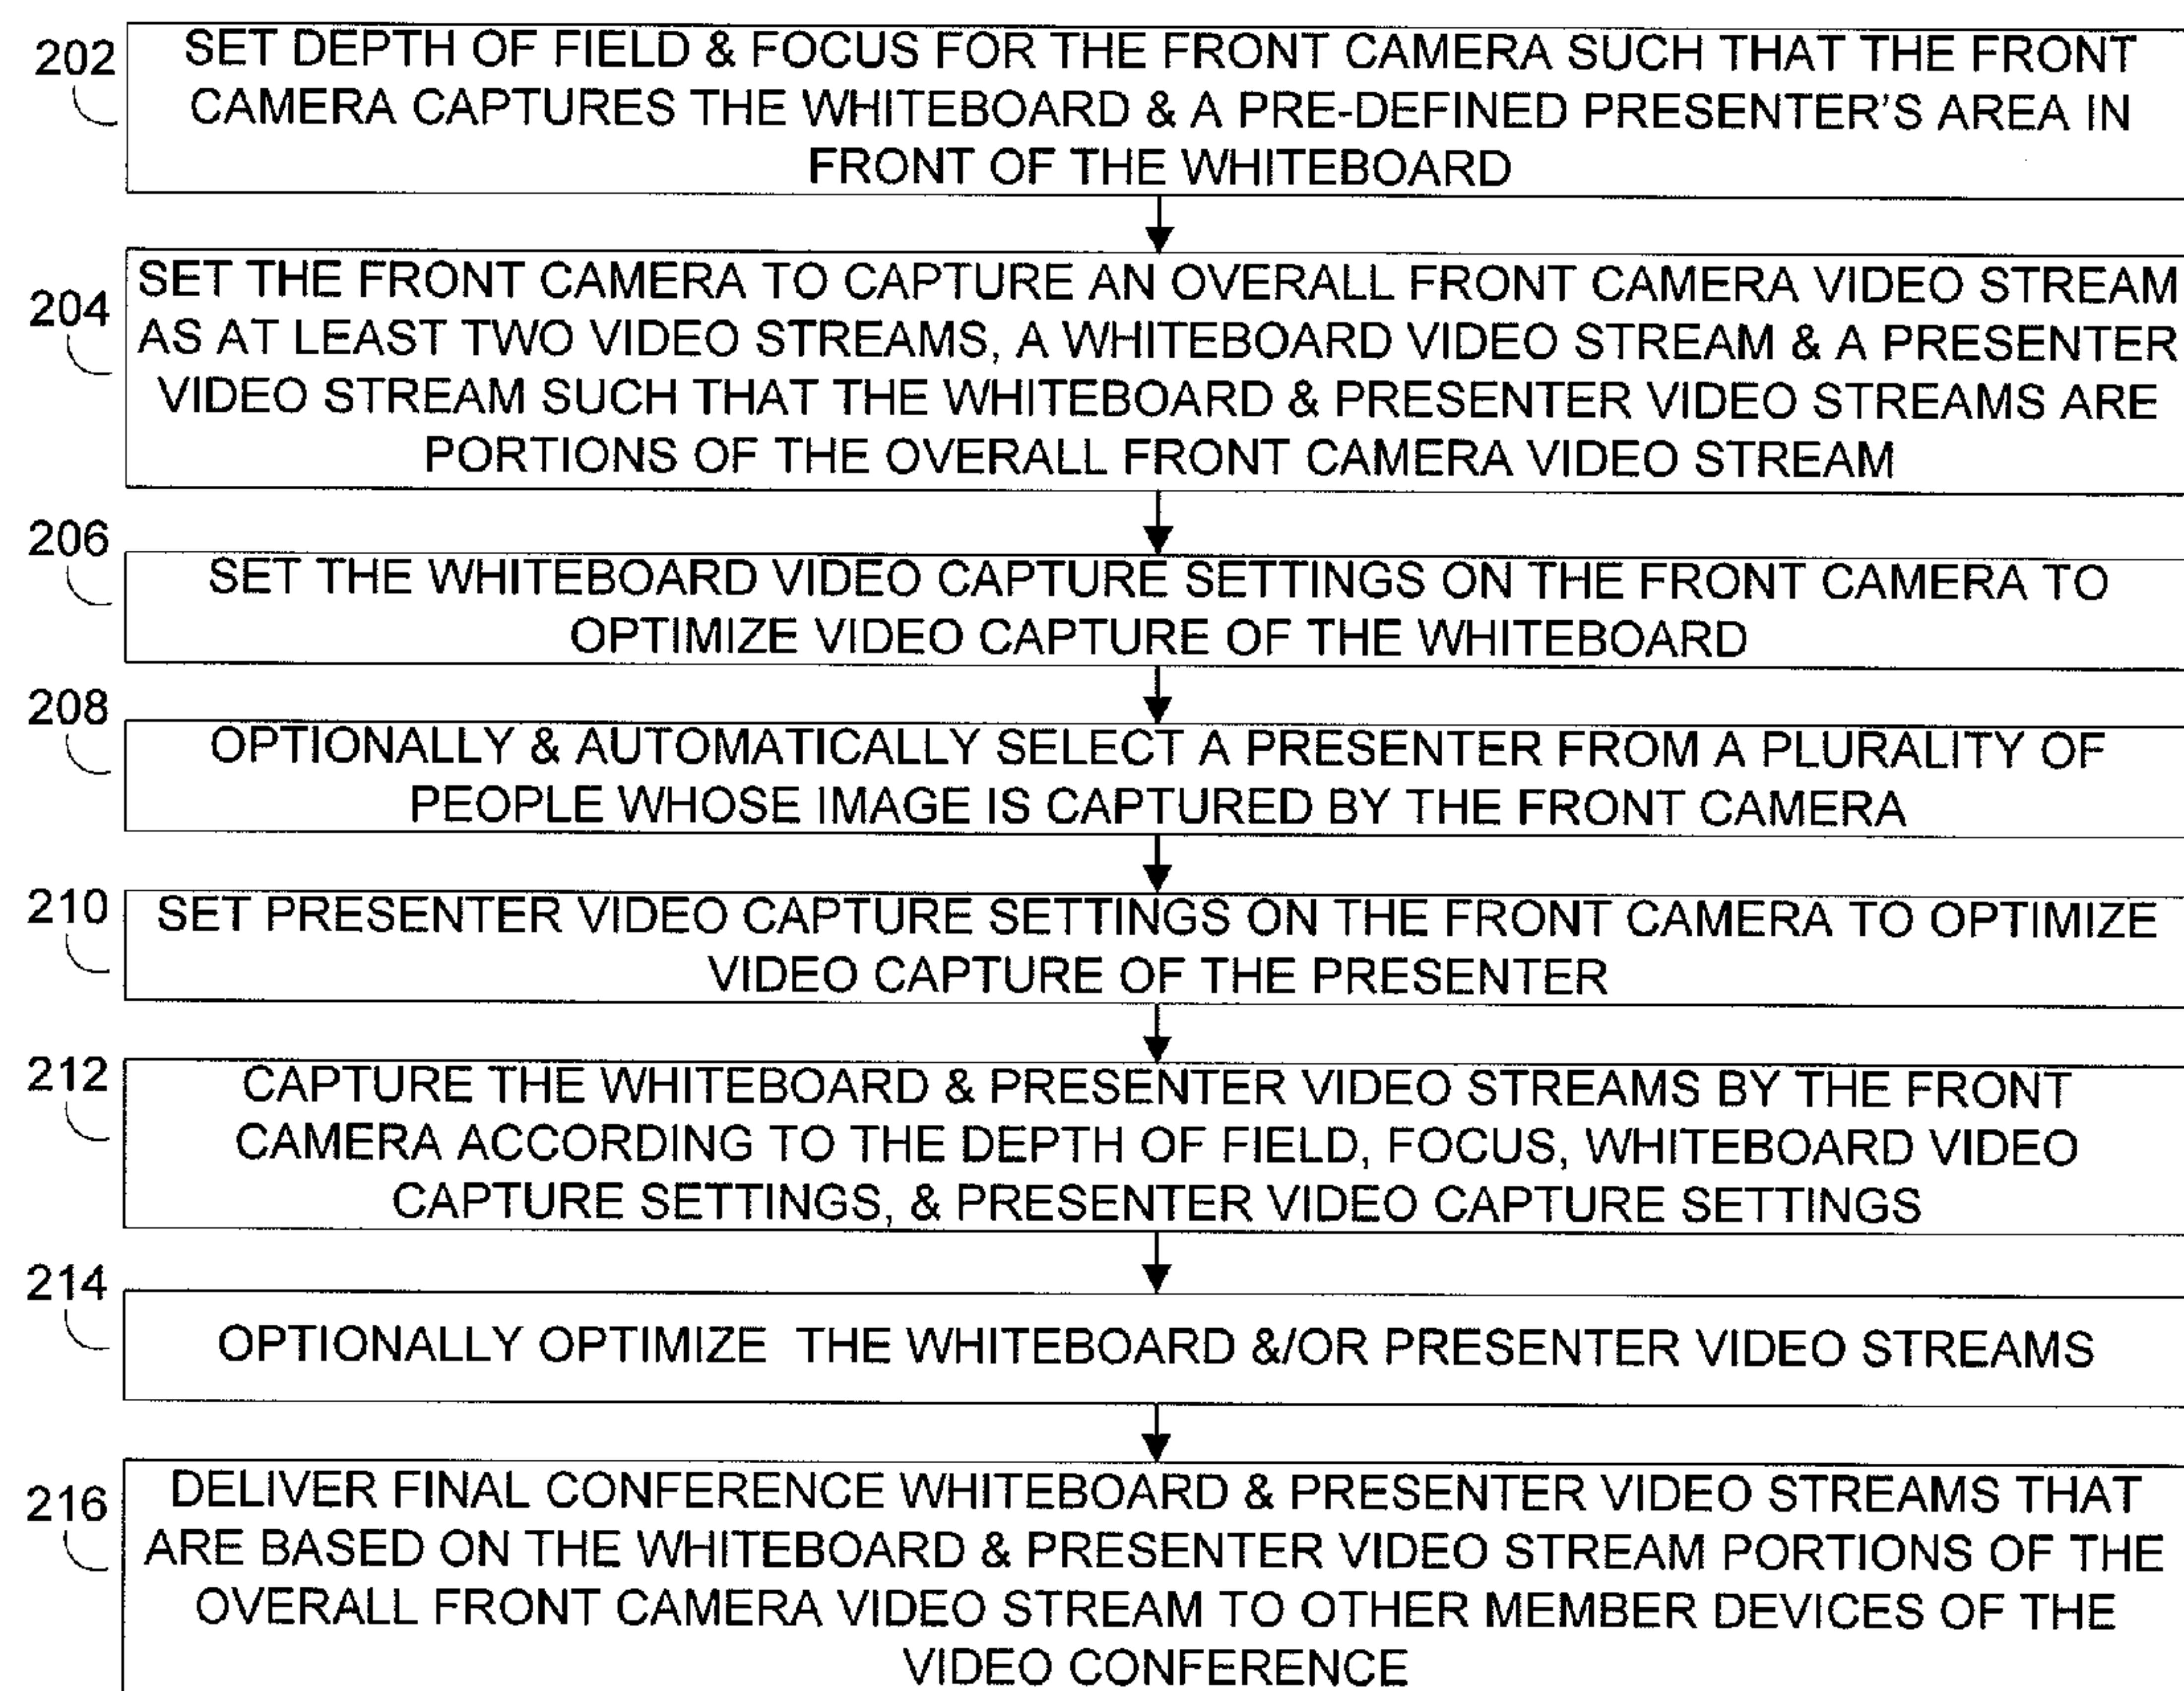 202
SET DEPTH OF FIELD & FOCUS FOR THE FRONT CAMERA SUCH THAT THE FRONT
CAMERA CAPTURES THE WHITEBOARD & A PRE-DEFINED PRESENTER'S AREA IN
FRONT OF THE WHITEBOARD
204
SET THE FRONT CAMERA TO CAPTURE AN OVERALL FRONT CAMERA VIDEO STREAM
AS AT LEAST TWO VIDEO STREAMS, A WHITEBOARD VIDEO STREAM & A PRESENTER
VIDEO STREAM SUCH THAT THE WHITEBOARD & PRESENTER VIDEO STREAMS ARE
PORTIONS OF THE OVERALL FRONT CAMERA VIDEO STREAM
206
SET THE WHITEBOARD VIDEO CAPTURE SETTINGS ON THE FRONT CAMERA TO
OPTIMIZE VIDEO CAPTURE OF THE WHITEBOARD
208
OPTIONALLY & AUTOMATICALLY SELECT A PRESENTER FROM A PLURALITY OF
PEOPLE WHOSE IMAGE IS CAPTURED BY THE FRONT CAMERA
210
SET PRESENTER VIDEO CAPTURE SETTINGS ON THE FRONT CAMERA TO OPTIMIZE
VIDEO CAPTURE OF THE PRESENTER
212
CAPTURE THE WHITEBOARD & PRESENTER VIDEO STREAMS BY THE FRONT
CAMERA ACCORDING TO THE DEPTH OF FIELD, FOCUS, WHITEBOARD VIDEO
CAPTURE SETTINGS, & PRESENTER VIDEO CAPTURE SETTINGS
214
OPTIONALLY OPTIMIZE THE WHITEBOARD &/OR PRESENTER VIDEO STREAMS
216
DELIVER FINAL CONFERENCE WHITEBOARD & PRESENTER VIDEO STREAMS THAT
ARE BASED ON THE WHITEBOARD & PRESENTER VIDEO STREAM PORTIONS OF THE
OVERALL FRONT CAMERA VIDEO STREAM TO OTHER MEMBER DEVICES OF THE
VIDEO CONFERENCE